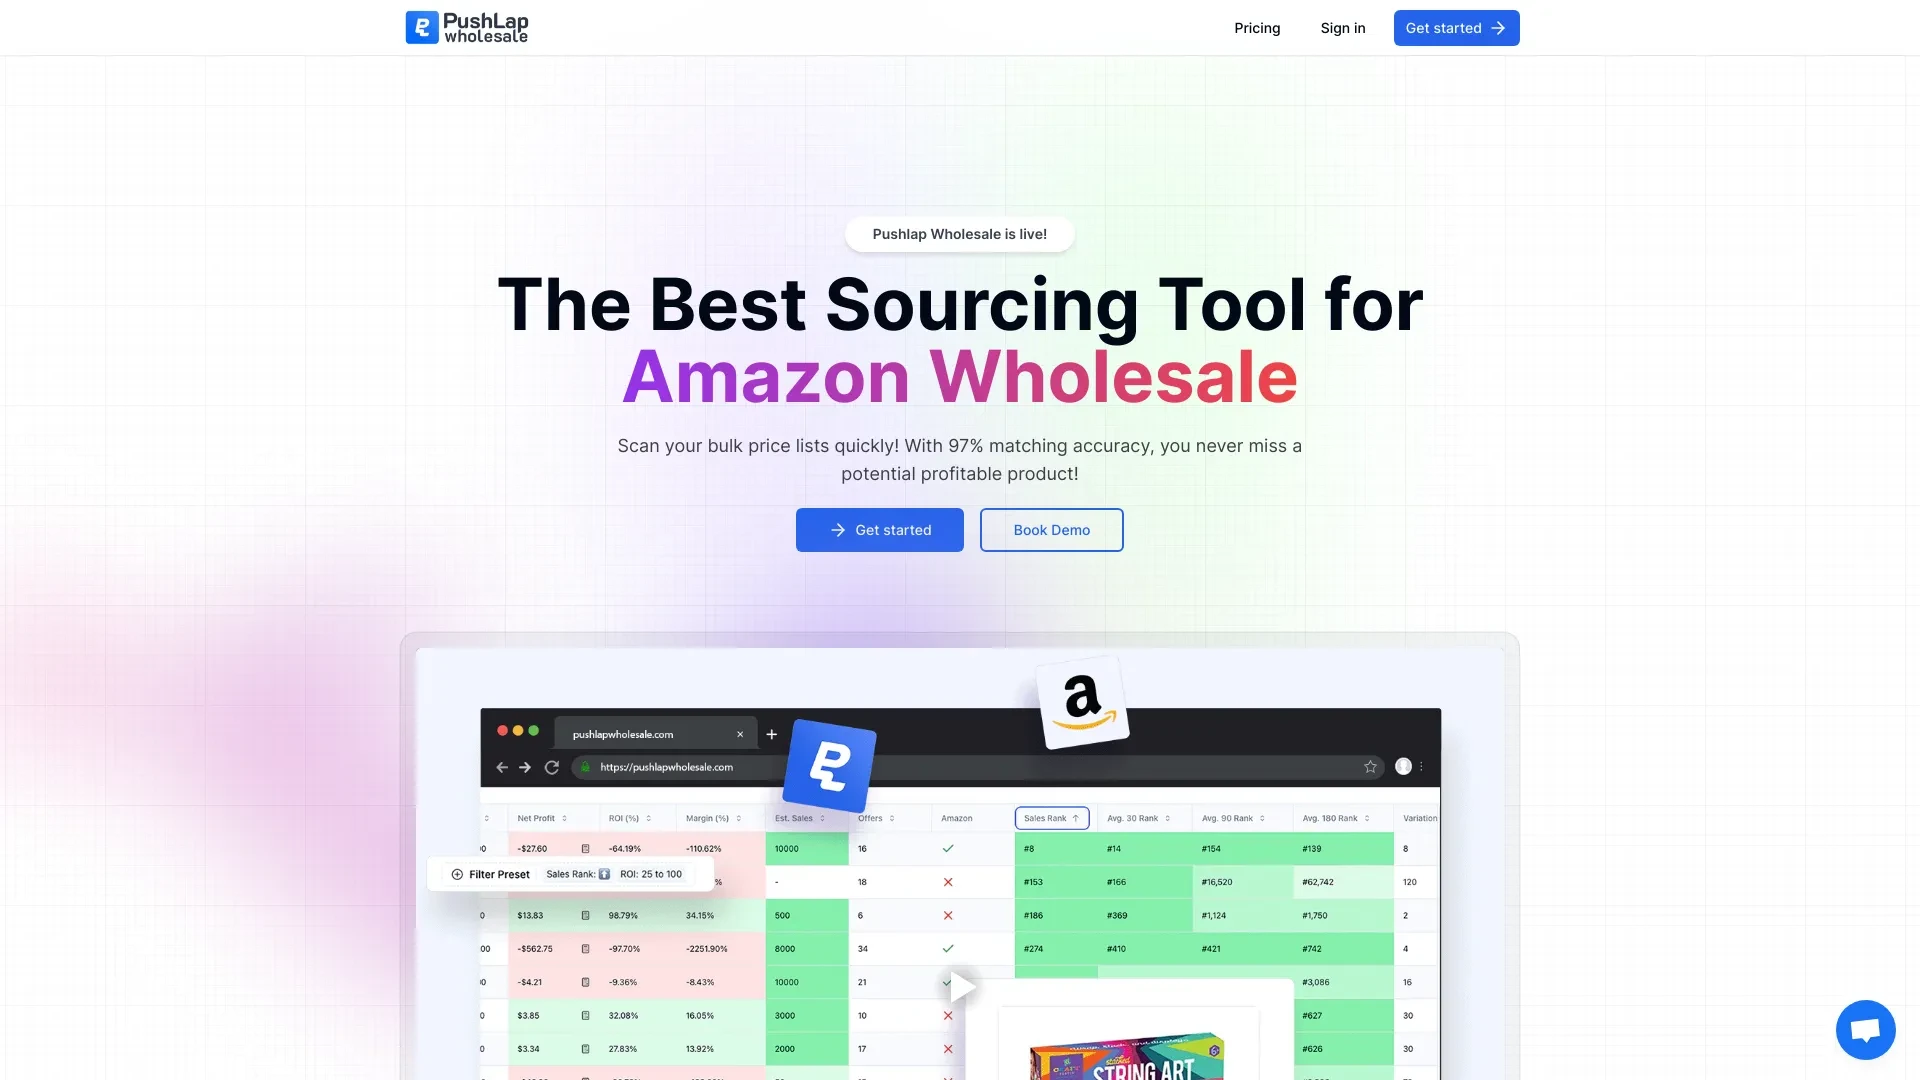 PushLap
wholesale
Pricing
Sign in
Get started
Pushlap Wholesale is live!
The Best Sourcing Tool for
Amazon Wholesale
Scan your bulk price lists quickly! With 97% matching accuracy, you never miss a
potential profitable product!
Get started
Book Demo
pushlapwholesale.com
https://pushlapwholesale.com
Net Profit ROI (%) Margin (%) Est. Sales Offers Amazon Sales Rank Avg. 30 Rank Avg. 90 Rank Avg. 180 Rank Variation
-$27.60 -64.19% -110.62% 10000 16 #8 #14 #154 #139 8
Filter Preset Sales Rank: ROI: 25 to 100
- 18 #153 #166 #16,520 #62,742 120
$13.83 98.79% 34.15% 500 6 #186 #369 #1,124 #1,750 2
-$562.75 -97.70% -2251.90% 8000 34 #274 #410 #421 #742 4
-$4.21 -9.36% -8.43% 10000 21 #3,086 16
$3.85 32.08% 16.05% 3000 10 #627 30
$3.34 27.83% 13.92% 2000 17 #626 30
STRING ART